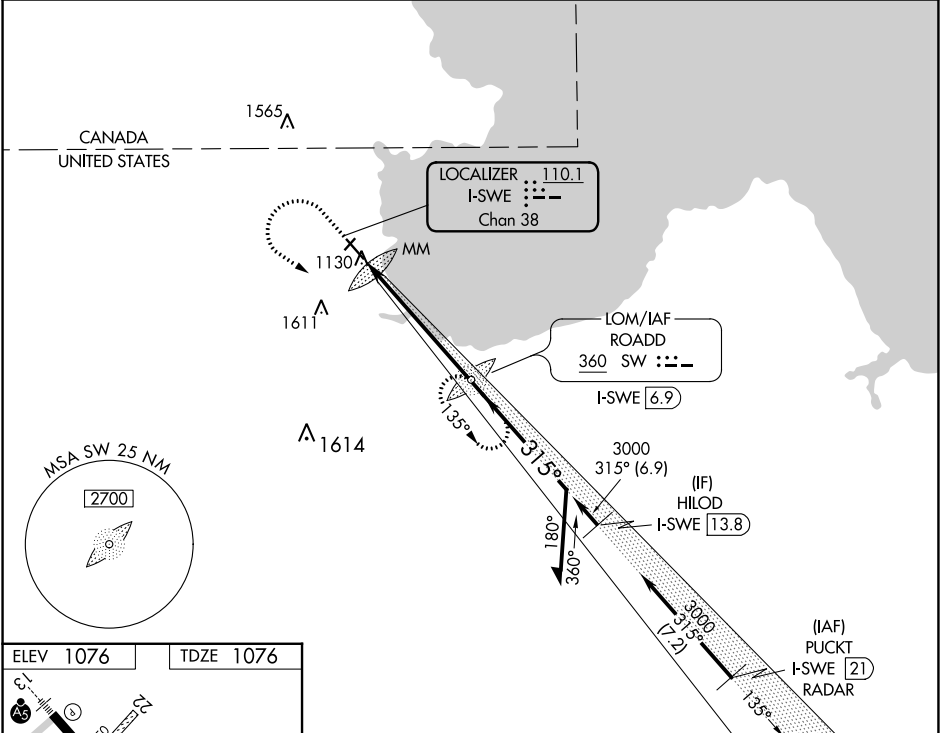 1565
CANADA
UNITED STATES
LOCALIZER 110.1
I-SWE
Chan 38
MM
1130
1611
LOM/IAF
ROADD
360 SW
I-SWE 6.9
135°
1614
315°
3000
315° (6.9)
(IF)
HILOD
I-SWE 13.8
MSA SW 25 NM
2700
180°
360°
3000
315°
(7.2)
(IAF)
PUCKT
I-SWE 21
RADAR
135°
ELEV 1076
TDZE 1076
13
A5
P
22